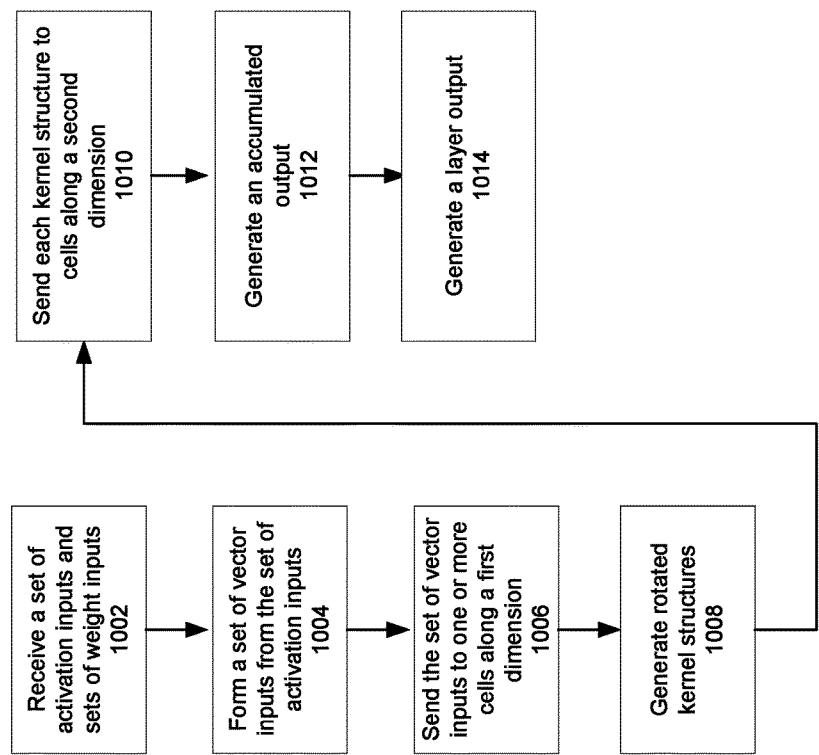 Receive a set of
activation inputs and
sets of weight inputs
1002
Form a set of vector
inputs from the set of
activation inputs
1004
Send the set of vector
inputs to one or more
cells along a first
dimension
1006
Generate rotated
kernel structures
1008
Send each kernel structure to
cells along a second
dimension
1010
Generate an accumulated
output
1012
Generate a layer output
1014